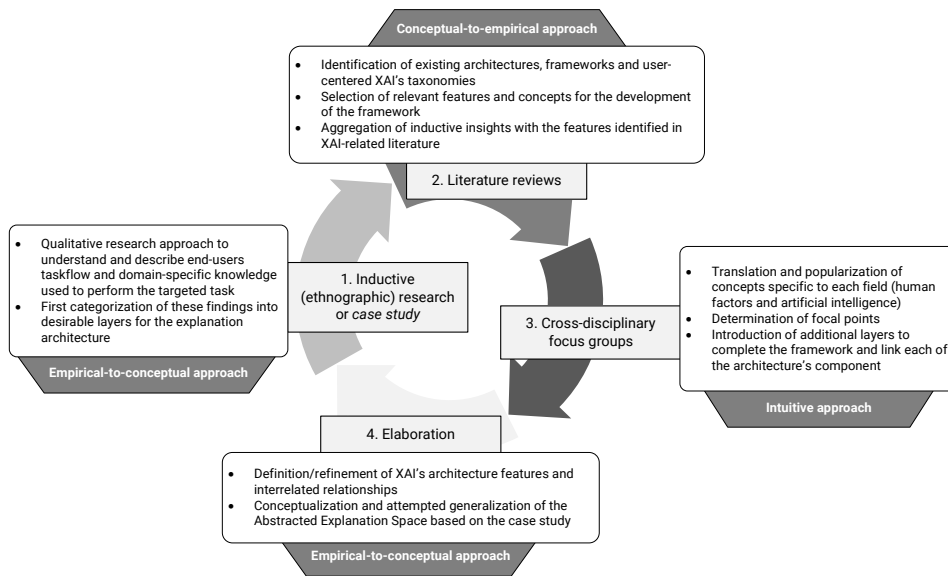 Conceptual-to-empirical approach
• Identification of existing architectures, frameworks and user-
centered XAI's taxonomies
• Selection of relevant features and concepts for the development
of the framework
• Aggregation of inductive insights with the features identified in
XAI-related literature
2. Literature reviews
• Qualitative research approach to
understand and describe end-users
taskflow and domain-specific knowledge
used to perform the targeted task
• First categorization of these findings into
desirable layers for the explanation
architecture
Empirical-to-conceptual approach
1. Inductive
(ethnographic) research
or case study
3. Cross-disciplinary
focus groups
• Translation and popularization of
concepts specific to each field (human
factors and artificial intelligence)
• Determination of focal points
• Introduction of additional layers to
complete the framework and link each of
the architecture's component
Intuitive approach
4. Elaboration
• Definition/refinement of XAI's architecture features and
interrelated relationships
• Conceptualization and attempted generalization of the
Abstracted Explanation Space based on the case study
Empirical-to-conceptual approach